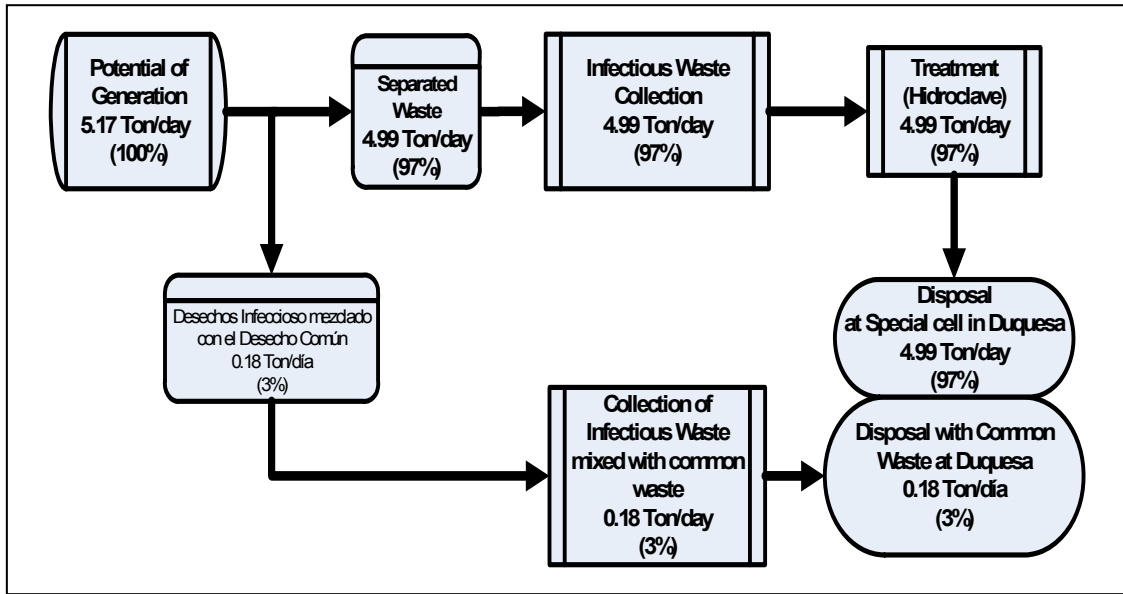 Potential of
Generation
5.17 Ton/day
(100%)
Separated
Waste
4.99 Ton/day
(97%)
Infectious Waste
Collection
4.99 Ton/day
(97%)
Treatment
(Hidroclave)
4.99 Ton/day
(97%)
Desechos Infeccioso mezclado
con el Desecho Común
0.18 Ton/día
(3%)
Collection of
Infectious Waste
mixed with common
waste
0.18 Ton/day
(3%)
Disposal
at Special cell in Duquesa
4.99 Ton/day
(97%)
Disposal with Common
Waste at Duquesa
0.18 Ton/día
(3%)